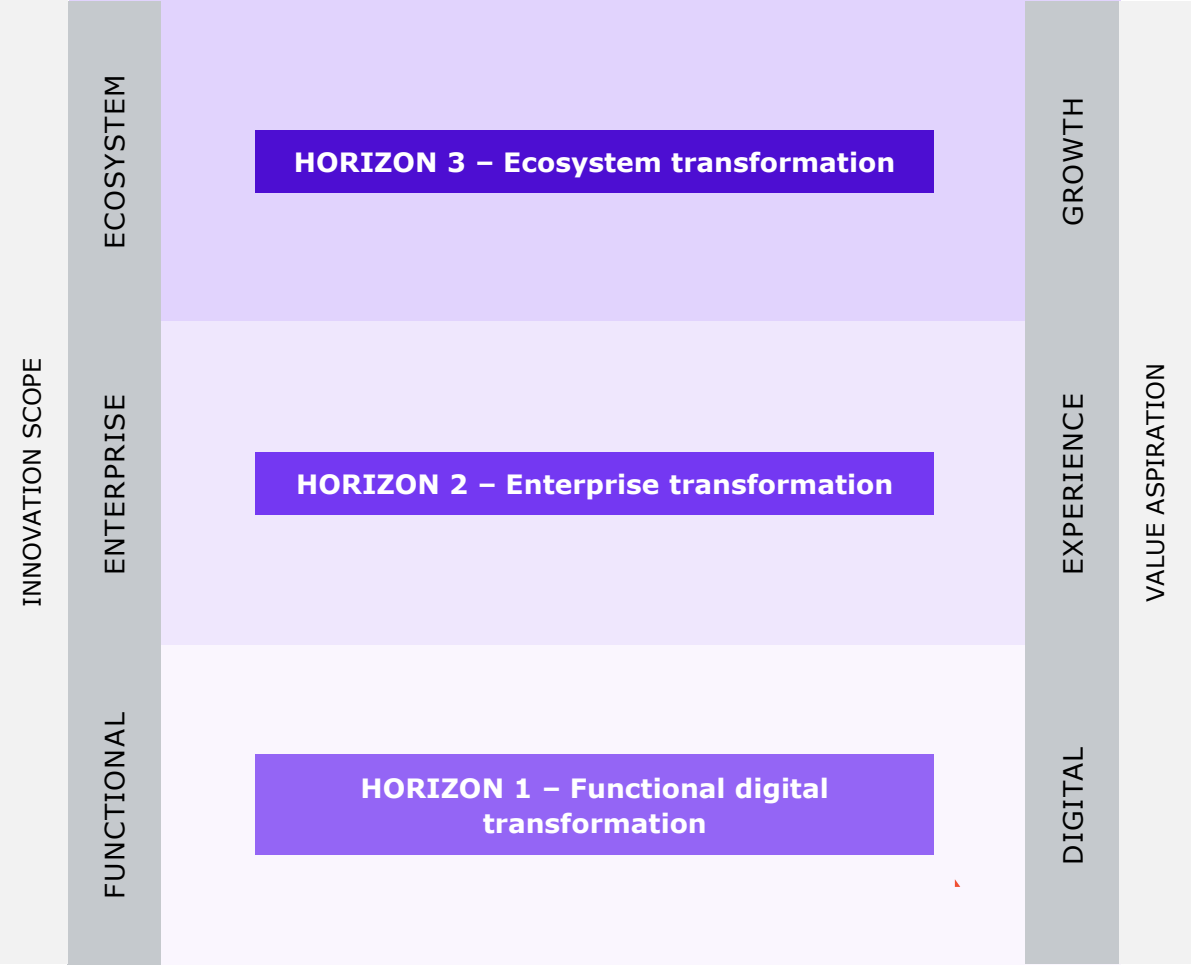 INNOVATION SCOPE
ECOSYSTEM
HORIZON 3 – Ecosystem transformation
GROWTH
ENTERPRISE
HORIZON 2 – Enterprise transformation
EXPERIENCE
VALUE ASPIRATION
FUNCTIONAL
HORIZON 1 – Functional digital
transformation
DIGITAL